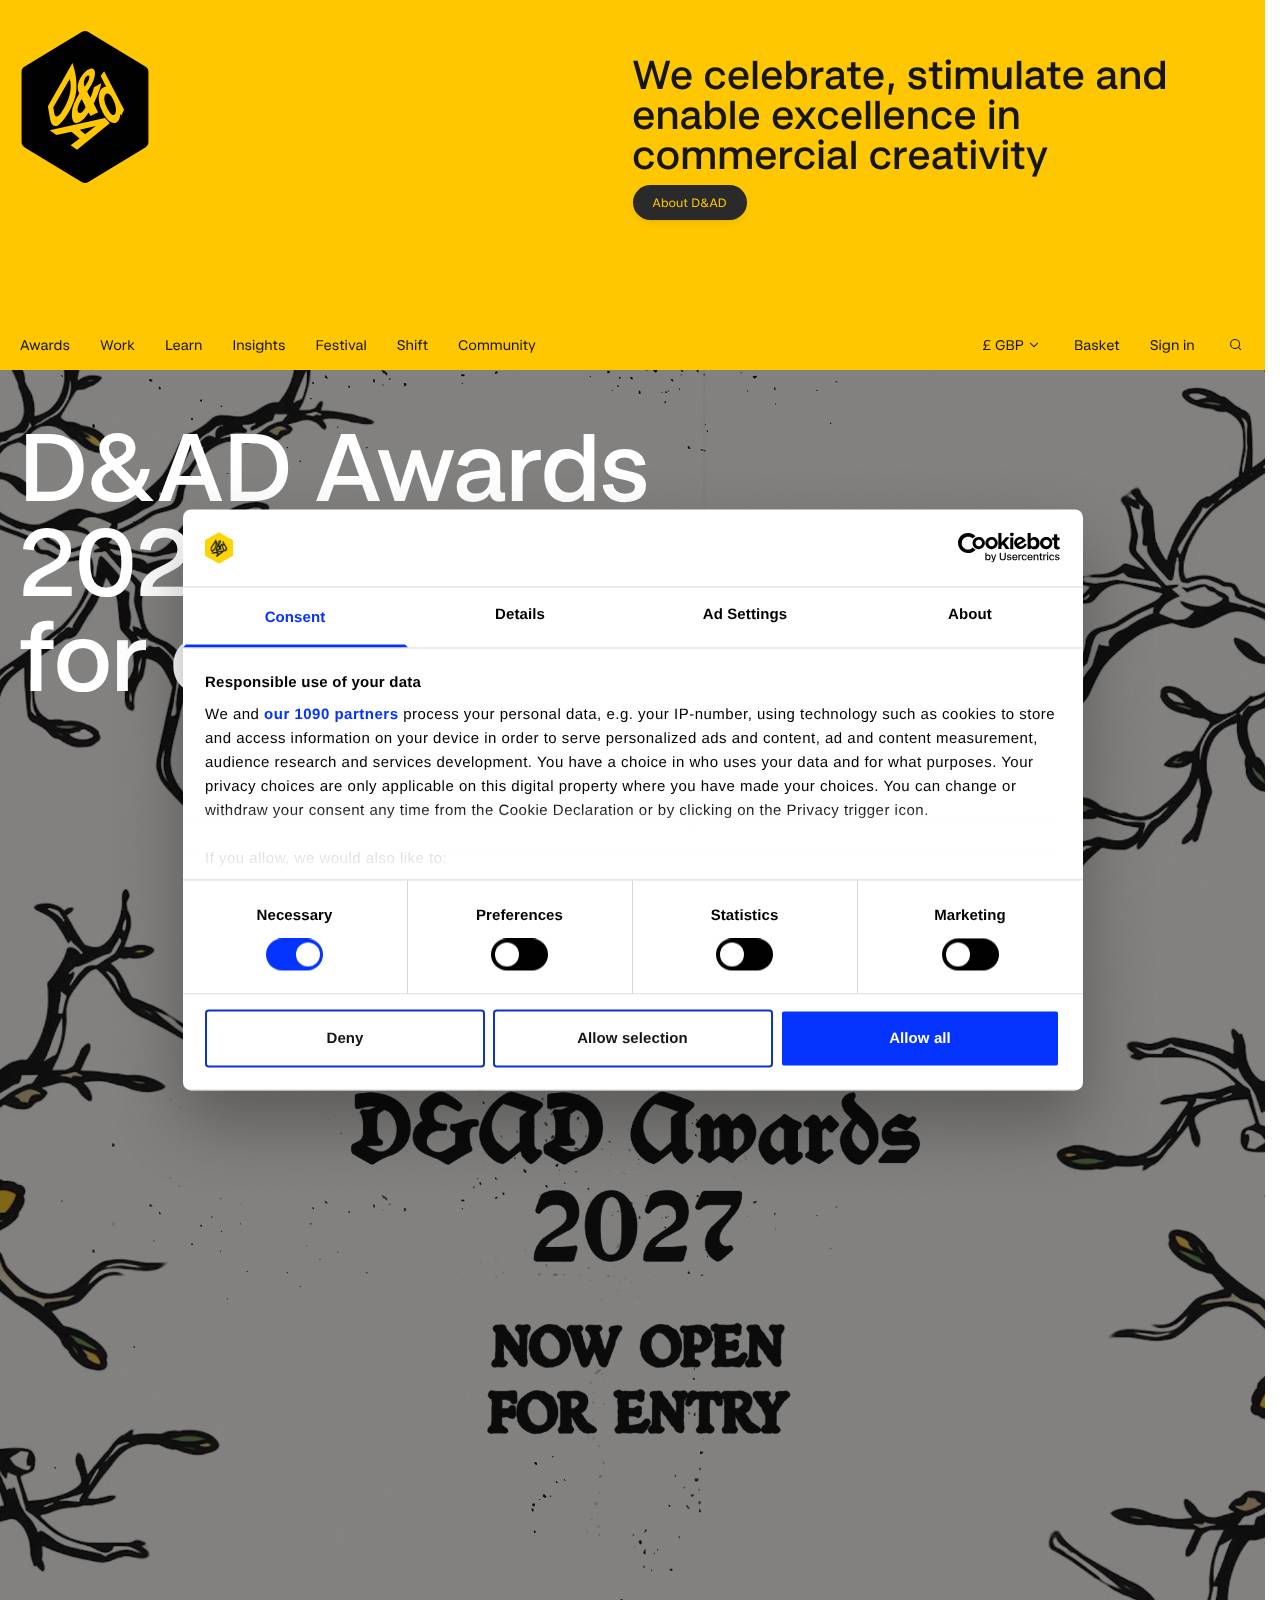 D&AD
We celebrate, stimulate and
enable excellence in
commercial creativity
About D&AD
Awards Work Learn Insights Festival Shift Community £ GBP Basket Sign in
D&AD Awards
202
for
Cookiebot
by Usercentrics
Consent Details Ad Settings About
Responsible use of your data
We and our 1090 partners process your personal data, e.g. your IP-number, using technology such as cookies to store
and access information on your device in order to serve personalized ads and content, ad and content measurement,
audience research and services development. You have a choice in who uses your data and for what purposes. Your
privacy choices are only applicable on this digital property where you have made your choices. You can change or
withdraw your consent any time from the Cookie Declaration or by clicking on the Privacy trigger icon.
If you allow, we would also like to:
Necessary Preferences Statistics Marketing
Deny Allow selection Allow all
D&AD Awards
2027
NOW OPEN
FOR ENTRY